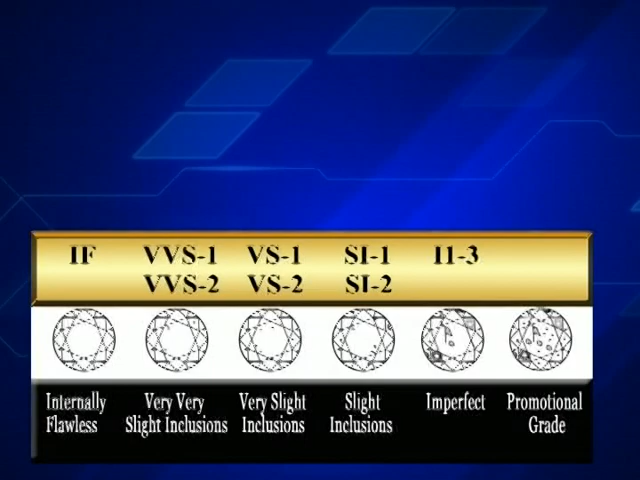 IF VVS-1 VS-1 SI-1 I1-3
VVS-2 VS-2 SI-2
Internally Very Very Very Slight Slight Imperfect Promotional
Flawless Slight Inclusions Inclusions Inclusions Grade